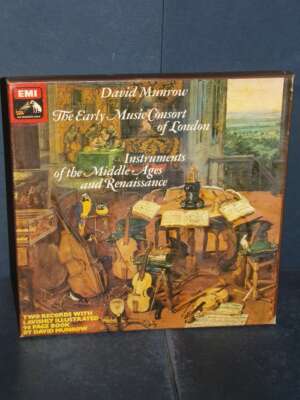 EMI
David Munrow
The Early Music Consort
of London
Instruments
of the Middle Ages
and Renaissance
TWO RECORDS WITH
LAVISHLY ILLUSTRATED
PAGE BOOK
BY DAVID MUNROW